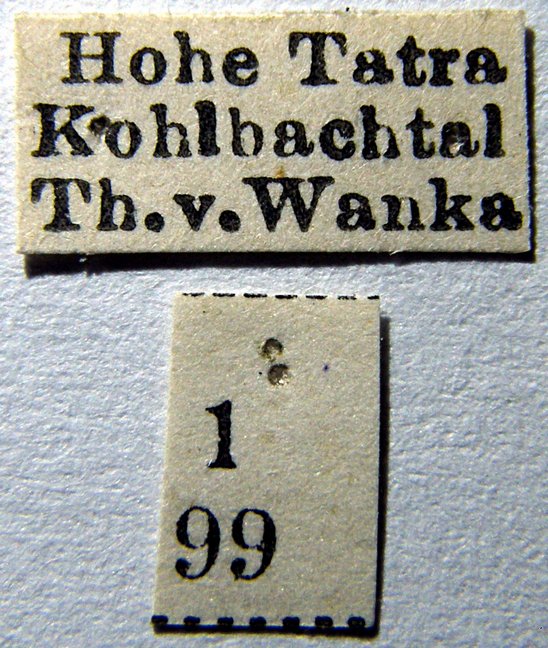 Hohe Tatra
Kohlbachtal
Th.v.Wanka
1
99